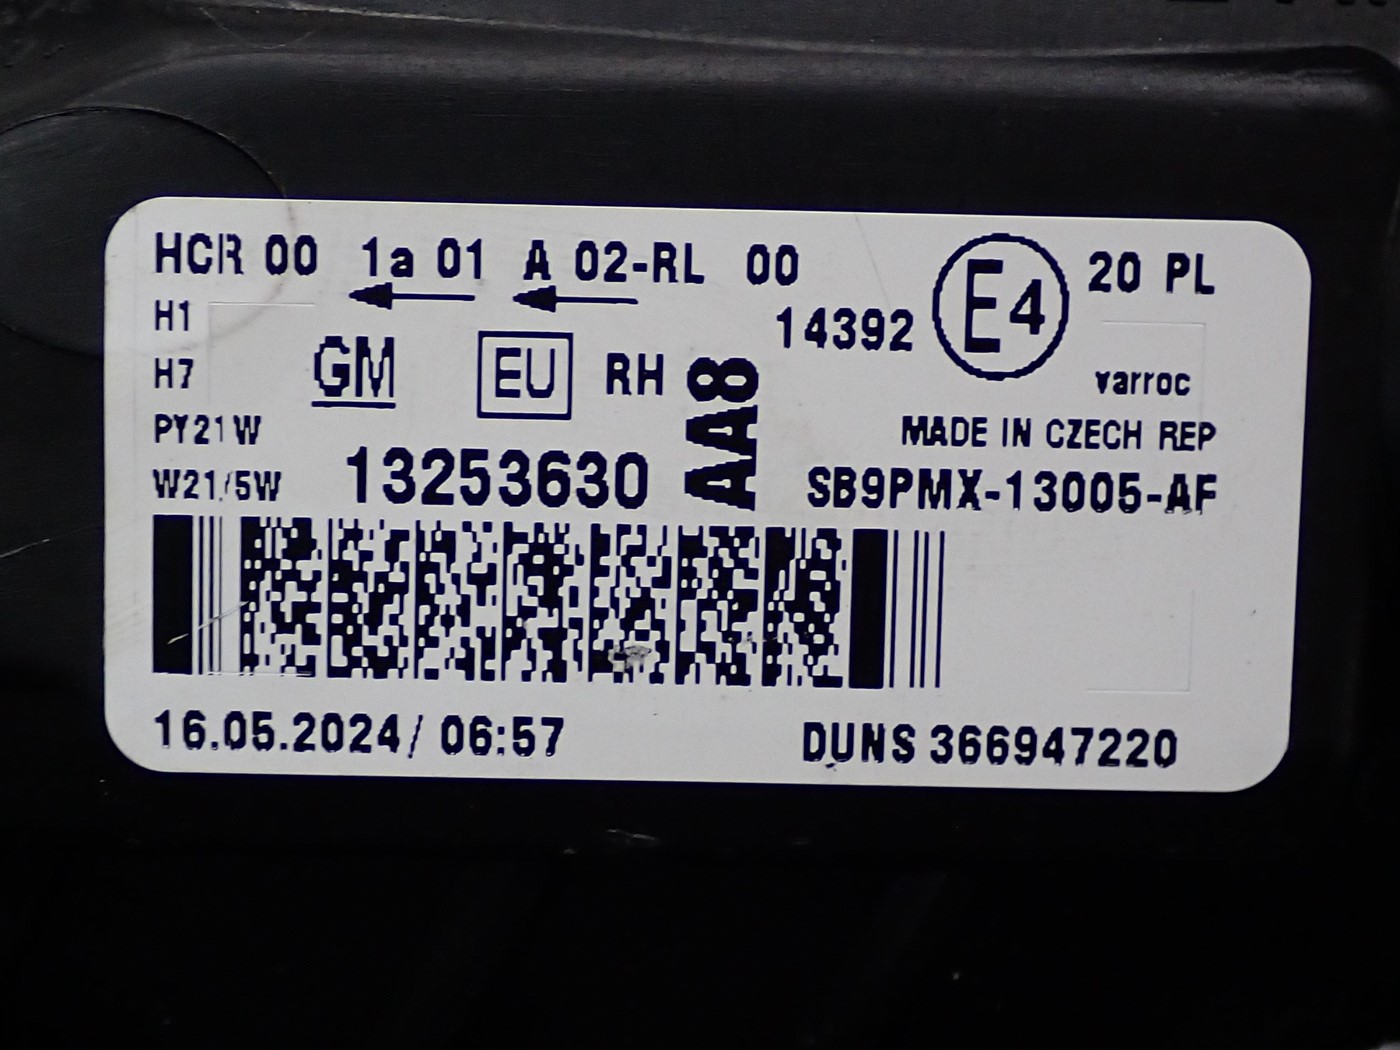 HCR 00 1a 01 A 02-RL 00
20 PL
E4
14392
H1
H7
PY21W
W21/5W
GM
EU
RH
AA8
varroc
MADE IN CZECH REP
13253630
SB9PMX-13005-AF
16.05.2024/ 06:57
DUNS 366947220